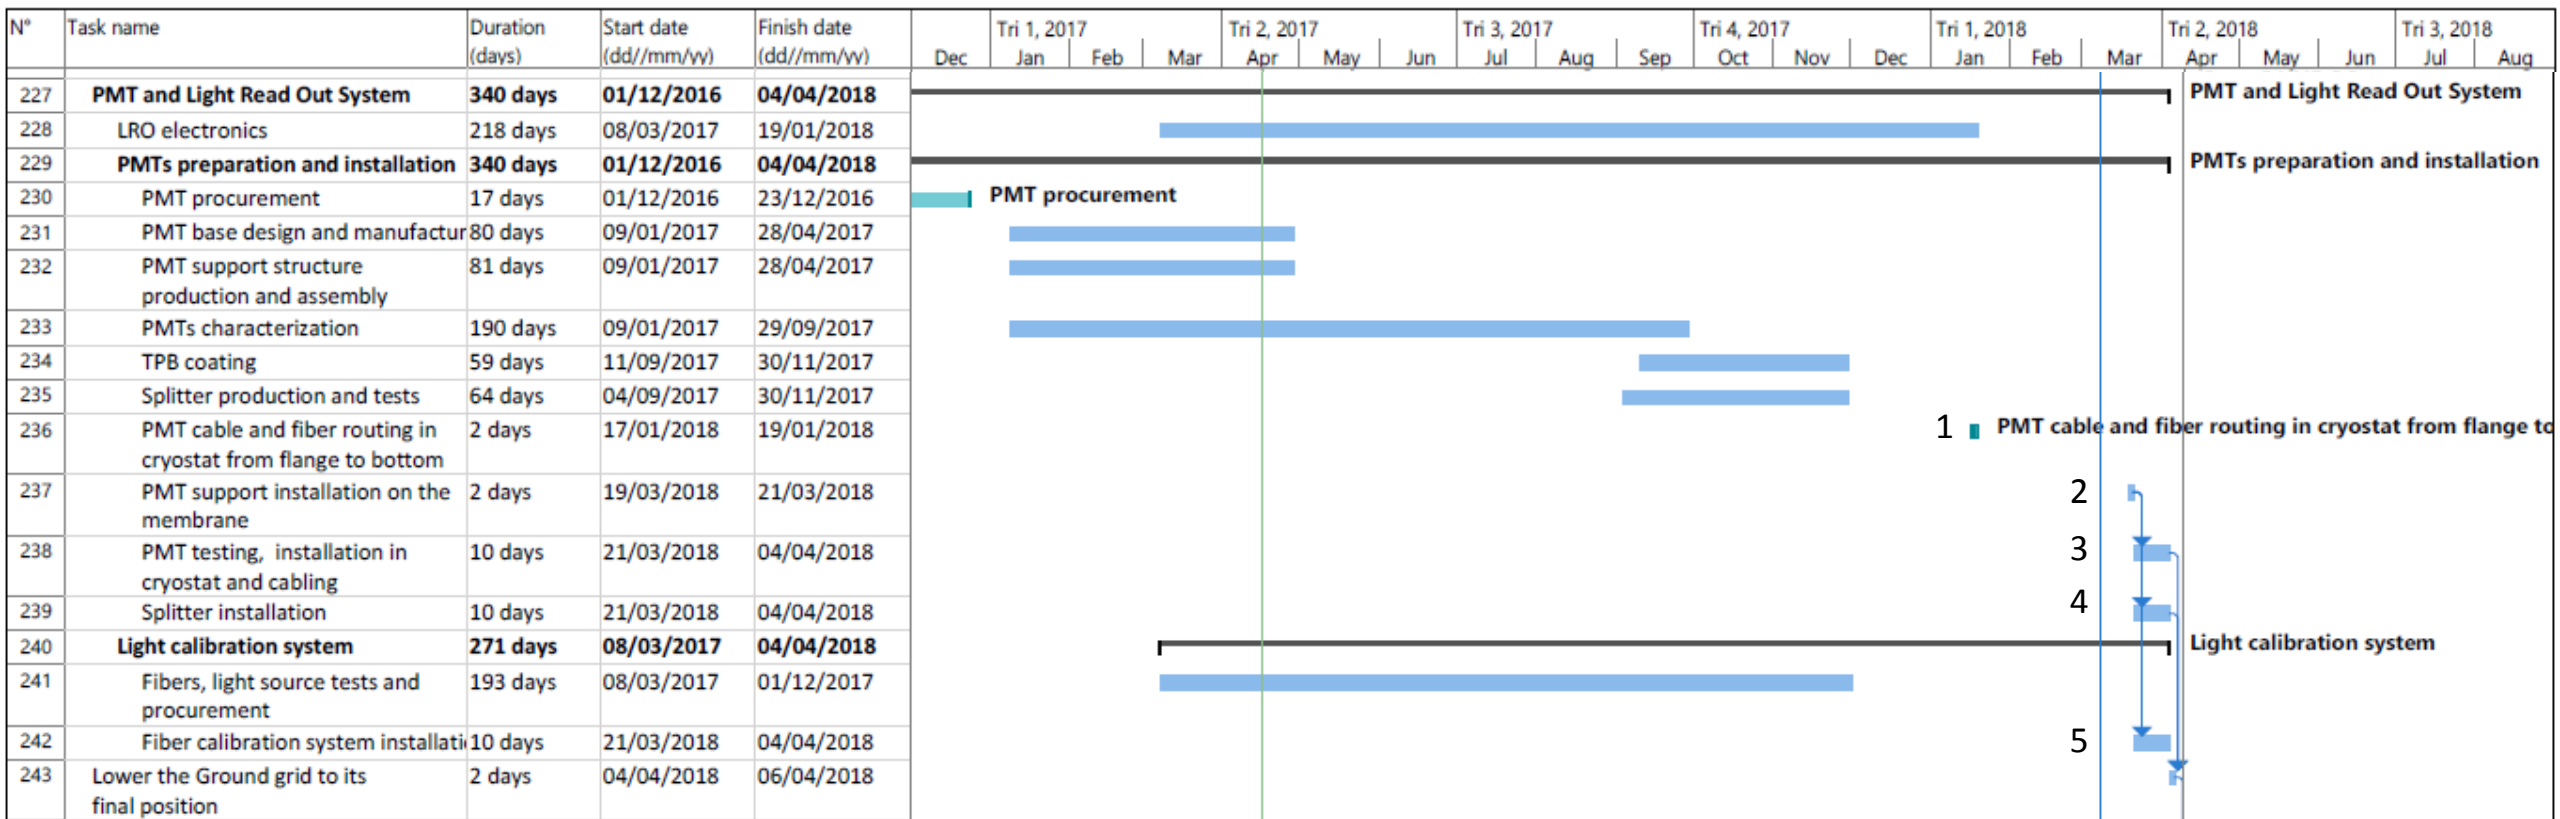 N° Task name Duration (days) Start date (dd//mm/yy) Finish date (dd//mm/yy)
Tri 1, 2017 Tri 2, 2017 Tri 3, 2017 Tri 4, 2017 Tri 1, 2018 Tri 2, 2018 Tri 3, 2018
Dec Jan Feb Mar Apr May Jun Jul Aug Sep Oct Nov Dec Jan Feb Mar Apr May Jun Jul Aug
227 PMT and Light Read Out System 340 days 01/12/2016 04/04/2018 PMT and Light Read Out System
228 LRO electronics 218 days 08/03/2017 19/01/2018
229 PMTs preparation and installation 340 days 01/12/2016 04/04/2018 PMTs preparation and installation
230 PMT procurement 17 days 01/12/2016 23/12/2016 PMT procurement
231 PMT base design and manufactur 80 days 09/01/2017 28/04/2017
232 PMT support structure 81 days 09/01/2017 28/04/2017
production and assembly
233 PMTs characterization 190 days 09/01/2017 29/09/2017
234 TPB coating 59 days 11/09/2017 30/11/2017
235 Splitter production and tests 64 days 04/09/2017 30/11/2017
236 PMT cable and fiber routing in 2 days 17/01/2018 19/01/2018 1 PMT cable and fiber routing in cryostat from flange to
cryostat from flange to bottom
237 PMT support installation on the 2 days 19/03/2018 21/03/2018 2
membrane
238 PMT testing, installation in 10 days 21/03/2018 04/04/2018 3
cryostat and cabling
239 Splitter installation 10 days 21/03/2018 04/04/2018 4
240 Light calibration system 271 days 08/03/2017 04/04/2018 Light calibration system
241 Fibers, light source tests and 193 days 08/03/2017 01/12/2017
procurement
242 Fiber calibration system installati 10 days 21/03/2018 04/04/2018 5
243 Lower the Ground grid to its 2 days 04/04/2018 06/04/2018
final position